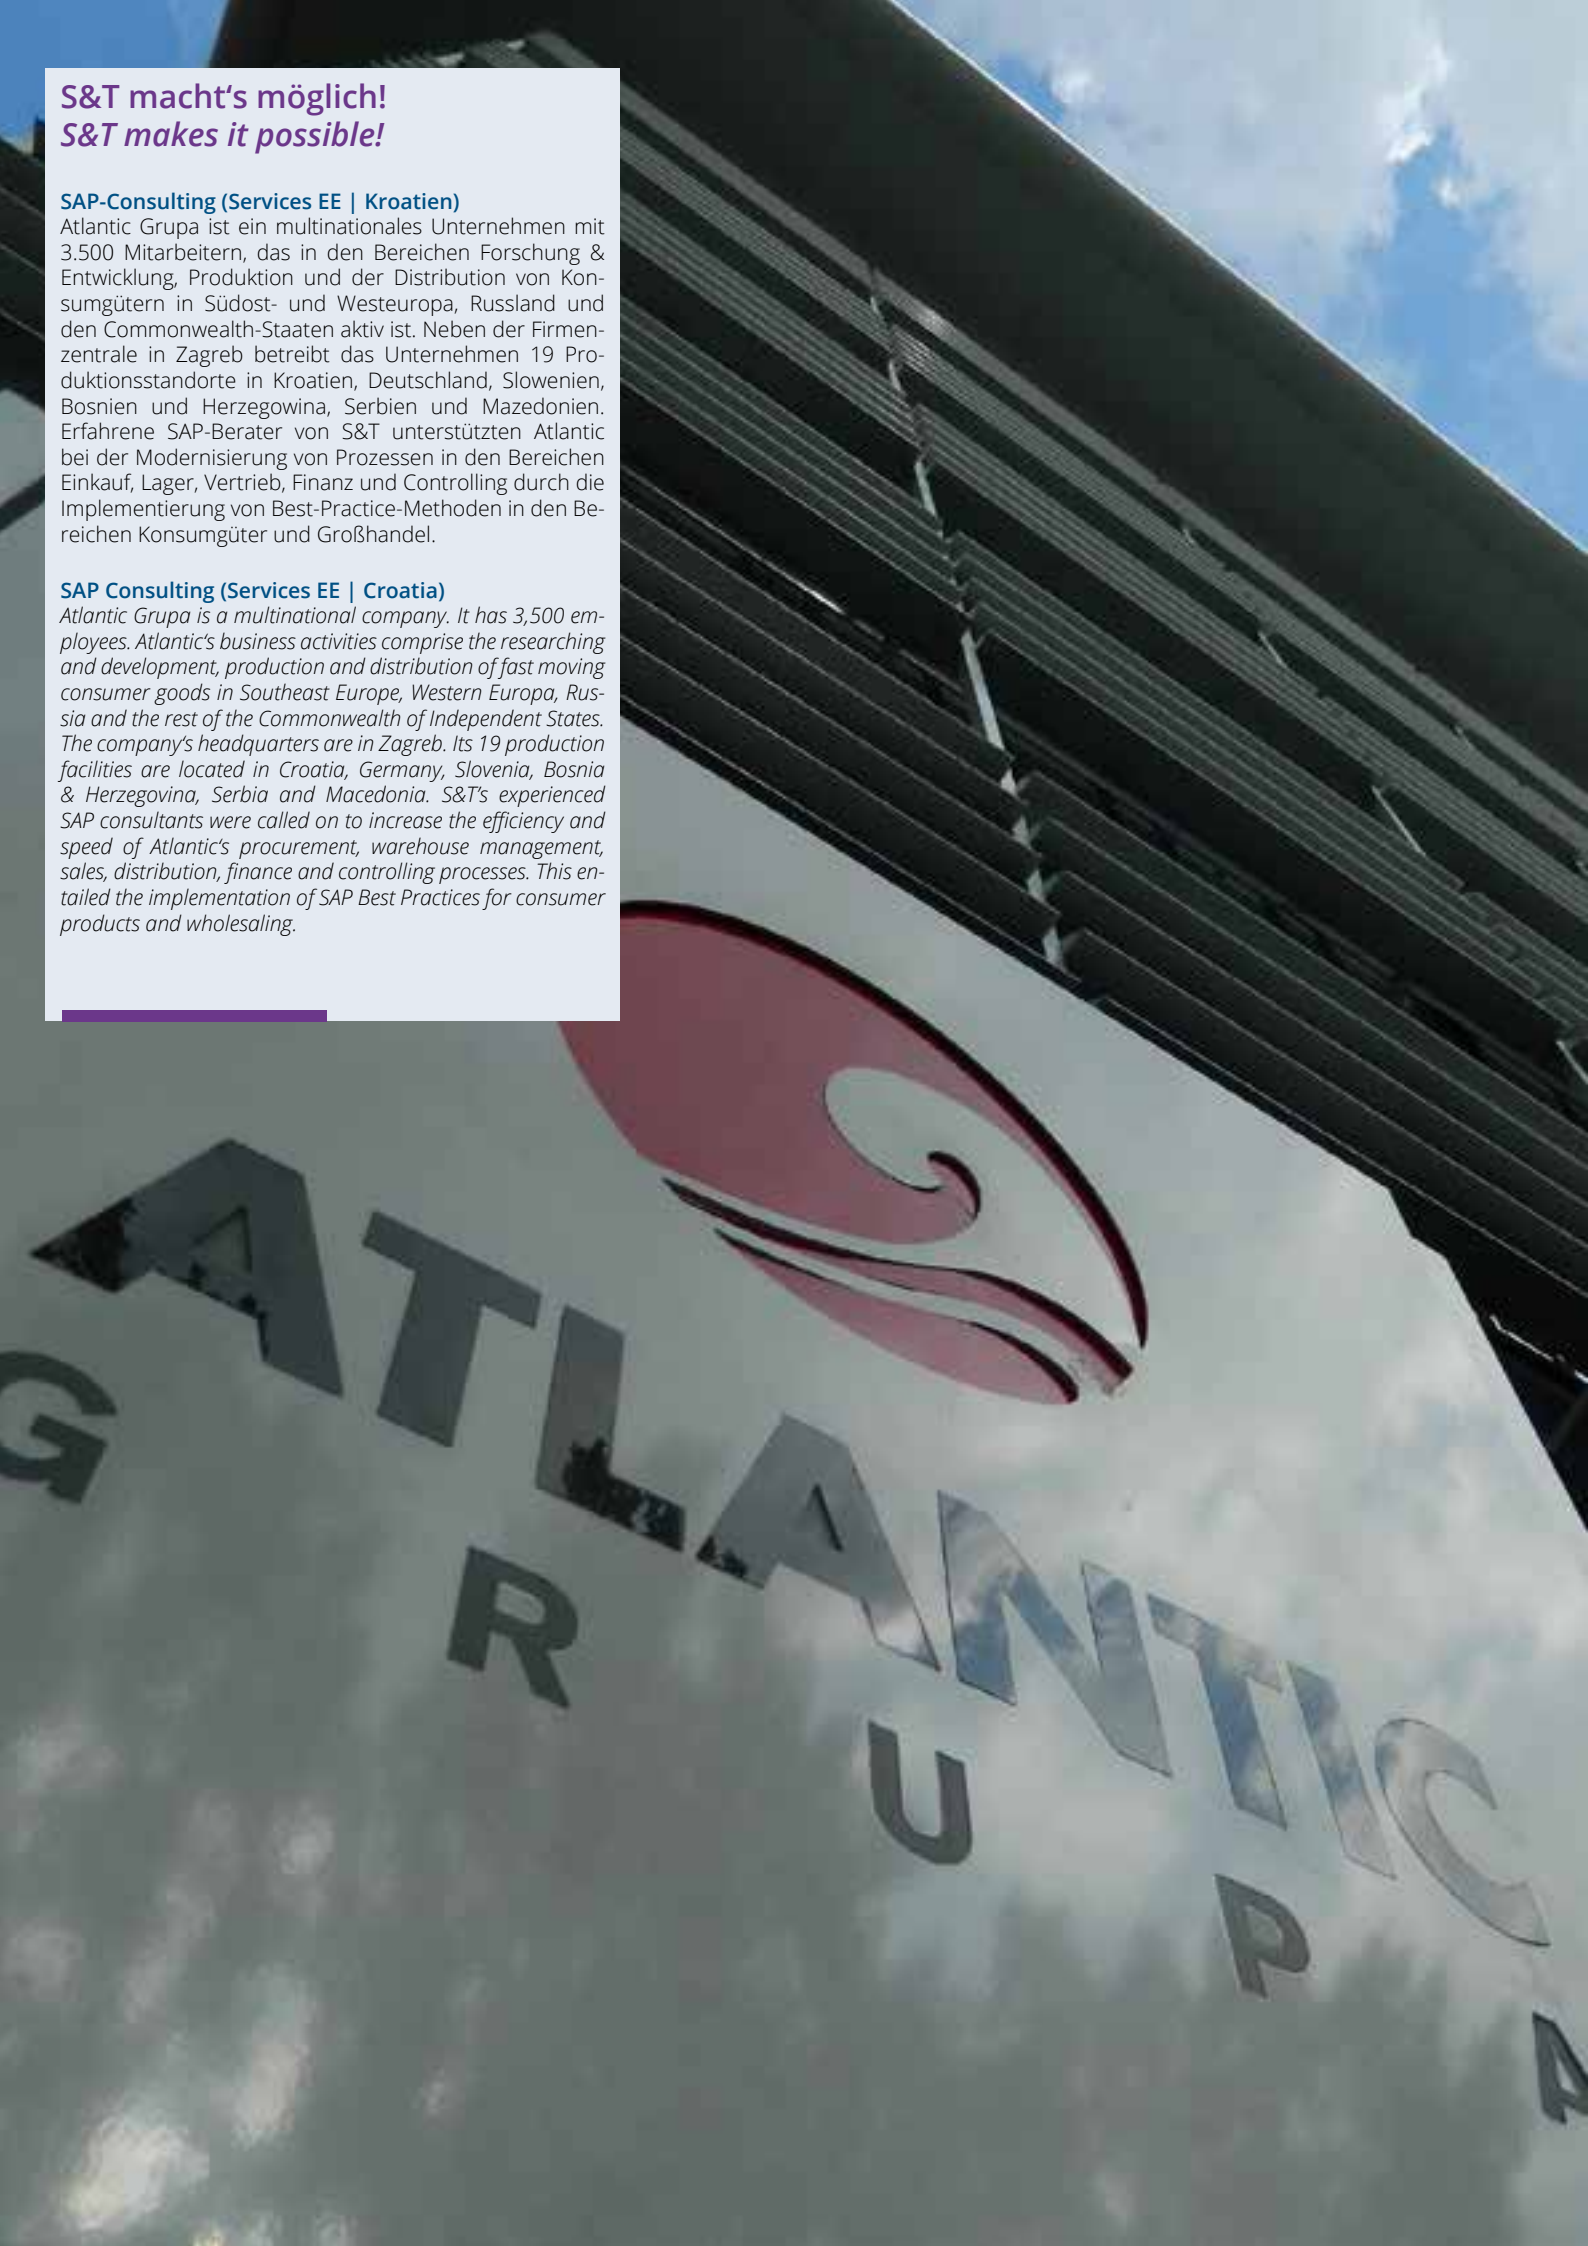 S&T macht‘s möglich!
S&T makes it possible!
SAP-Consulting (Services EE | Kroatien)
Atlantic Grupa ist ein multinationales Unternehmen mit
3.500 Mitarbeitern, das in den Bereichen Forschung &
Entwicklung, Produktion und der Distribution von Kon-
sumgütern in Südost- und Westeuropa, Russland und
den Commonwealth-Staaten aktiv ist. Neben der Firmen-
zentrale in Zagreb betreibt das Unternehmen 19 Pro-
duktionsstandorte in Kroatien, Deutschland, Slowenien,
Bosnien und Herzegowina, Serbien und Mazedonien.
Erfahrene SAP-Berater von S&T unterstützten Atlantic
bei der Modernisierung von Prozessen in den Bereichen
Einkauf, Lager, Vertrieb, Finanz und Controlling durch die
Implementierung von Best-Practice-Methoden in den Be-
reichen Konsumgüter und Großhandel.
SAP Consulting (Services EE | Croatia)
Atlantic Grupa is a multinational company. It has 3,500 em-
ployees. Atlantic‘s business activities comprise the researching
and development, production and distribution of fast moving
consumer goods in Southeast Europe, Western Europa, Rus-
sia and the rest of the Commonwealth of Independent States.
The company‘s headquarters are in Zagreb. Its 19 production
facilities are located in Croatia, Germany, Slovenia, Bosnia
& Herzegovina, Serbia and Macedonia. S&T’s experienced
SAP consultants were called on to increase the efficiency and
speed of Atlantic‘s procurement, warehouse management,
sales, distribution, finance and controlling processes. This en-
tailed the implementation of SAP Best Practices for consumer
products and wholesaling.
ATLANTIC
GRUPA